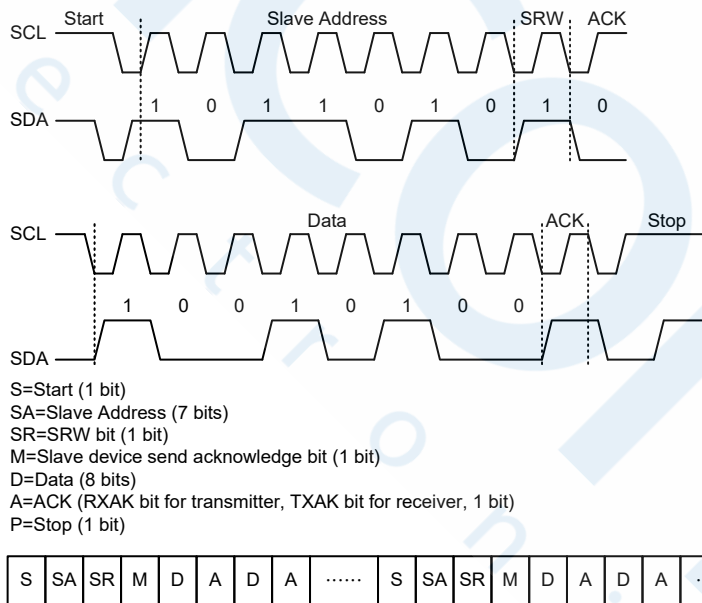 Start Slave Address SRW ACK
SCL
1 0 1 1 0 1 0 1 0
SDA
Data ACK Stop
SCL
1 0 0 1 0 1 0 0
SDA
S=Start (1 bit)
SA=Slave Address (7 bits)
SR=SRW bit (1 bit)
M=Slave device send acknowledge bit (1 bit)
D=Data (8 bits)
A=ACK (RXAK bit for transmitter, TXAK bit for receiver, 1 bit)
P=Stop (1 bit)
S SA SR M D A D A ...... S SA SR M D A D A